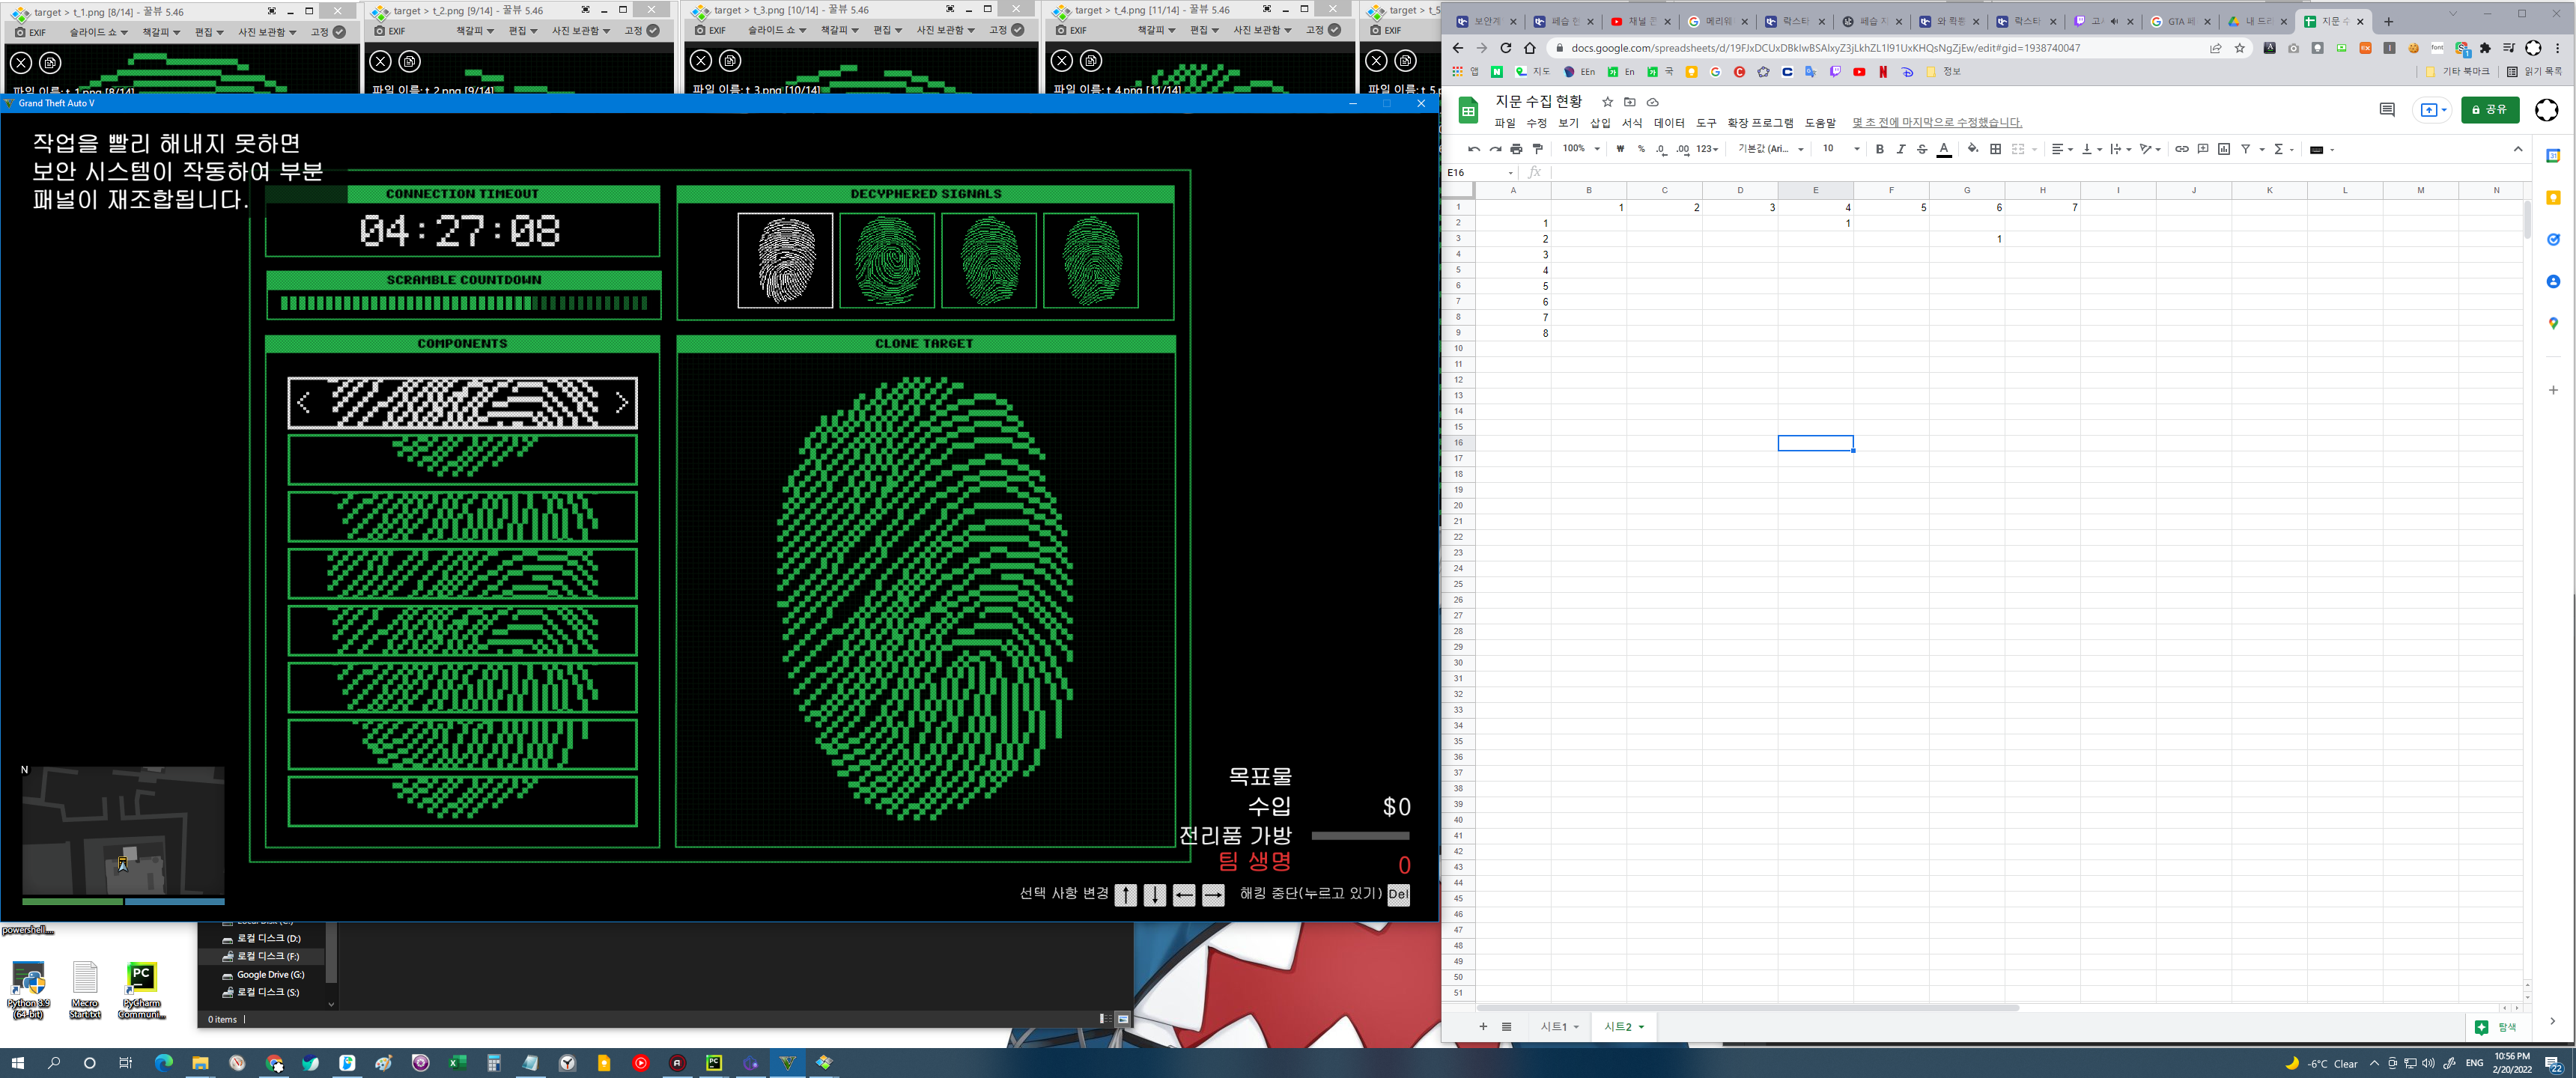 target > t_1.png [8/14] - 꿀뷰 5.46
EXIF 슬라이드 쇼 책갈피 편집 사진 보관함 고정
파일 이름: t_1.png [8/14]
target > t_2.png [9/14] - 꿀뷰 5.46
EXIF 책갈피 편집 사진 보관함 고정
파일 이름: t_2.png [9/14]
target > t_3.png [10/14] - 꿀뷰 5.46
EXIF 슬라이드 쇼 책갈피 편집 사진 보관함 고정
파일 이름: t_3.png [10/14]
target > t_4.png [11/14] - 꿀뷰 5.46
EXIF 책갈피 편집 사진 보관함 고정
파일 이름: t_4.png [11/14]
target > t_5
EXIF
파일 이름: t_5
Grand Theft Auto V
작업을 빨리 해내지 못하면
보안 시스템이 작동하여 부분
패널이 재조합됩니다.
CONNECTION TIMEOUT
04:27:08
SCRAMBLE COUNTDOWN
DECYPHERED SIGNALS
COMPONENTS
CLONE TARGET
목표물
수입 $0
전리품 가방
팀 생명 0
선택 사항 변경 ↑ ↓ ← → 해킹 중단(누르고 있기) Del
N
powershell....
Python 3.9 (64-bit)
Mecro Start.txt
PyCharm Communi...
로컬 디스크 (D:)
로컬 디스크 (F:)
Google Drive (G:)
로컬 디스크 (S:)
0 items
보안계 페습 현 채널 콘 메리워 락스타 페습 지 와 확률 락스타 고 GTA 페 내 드라 지문 수
docs.google.com/spreadsheets/d/19FJxDCUxDBkIwBSAlxyZ3jLkhZL1l91UxKHQsNgZjEw/edit#gid=1938740047
앱 지도 EEn En 국 정보 기타 북마크 읽기 목록
지문 수집 현황
파일 수정 보기 삽입 서식 데이터 도구 확장 프로그램 도움말 몇 초 전에 마지막으로 수정했습니다.
공유
100% ₩ % .0 .00 123 기본값 (Ari... 10 B I S A
E16 fx
A B C D E F G H I J K L M N
1 1 2 3 4 5 6 7
2 1 1
3 2 1
4 3
5 4
6 5
7 6
8 7
9 8
10
11
12
13
14
15
16
17
18
19
20
21
22
23
24
25
26
27
28
29
30
31
32
33
34
35
36
37
38
39
40
41
42
43
44
45
46
47
48
49
50
51
시트1 시트2 탐색
-6°C Clear ENG 10:56 PM
2/20/2022
22